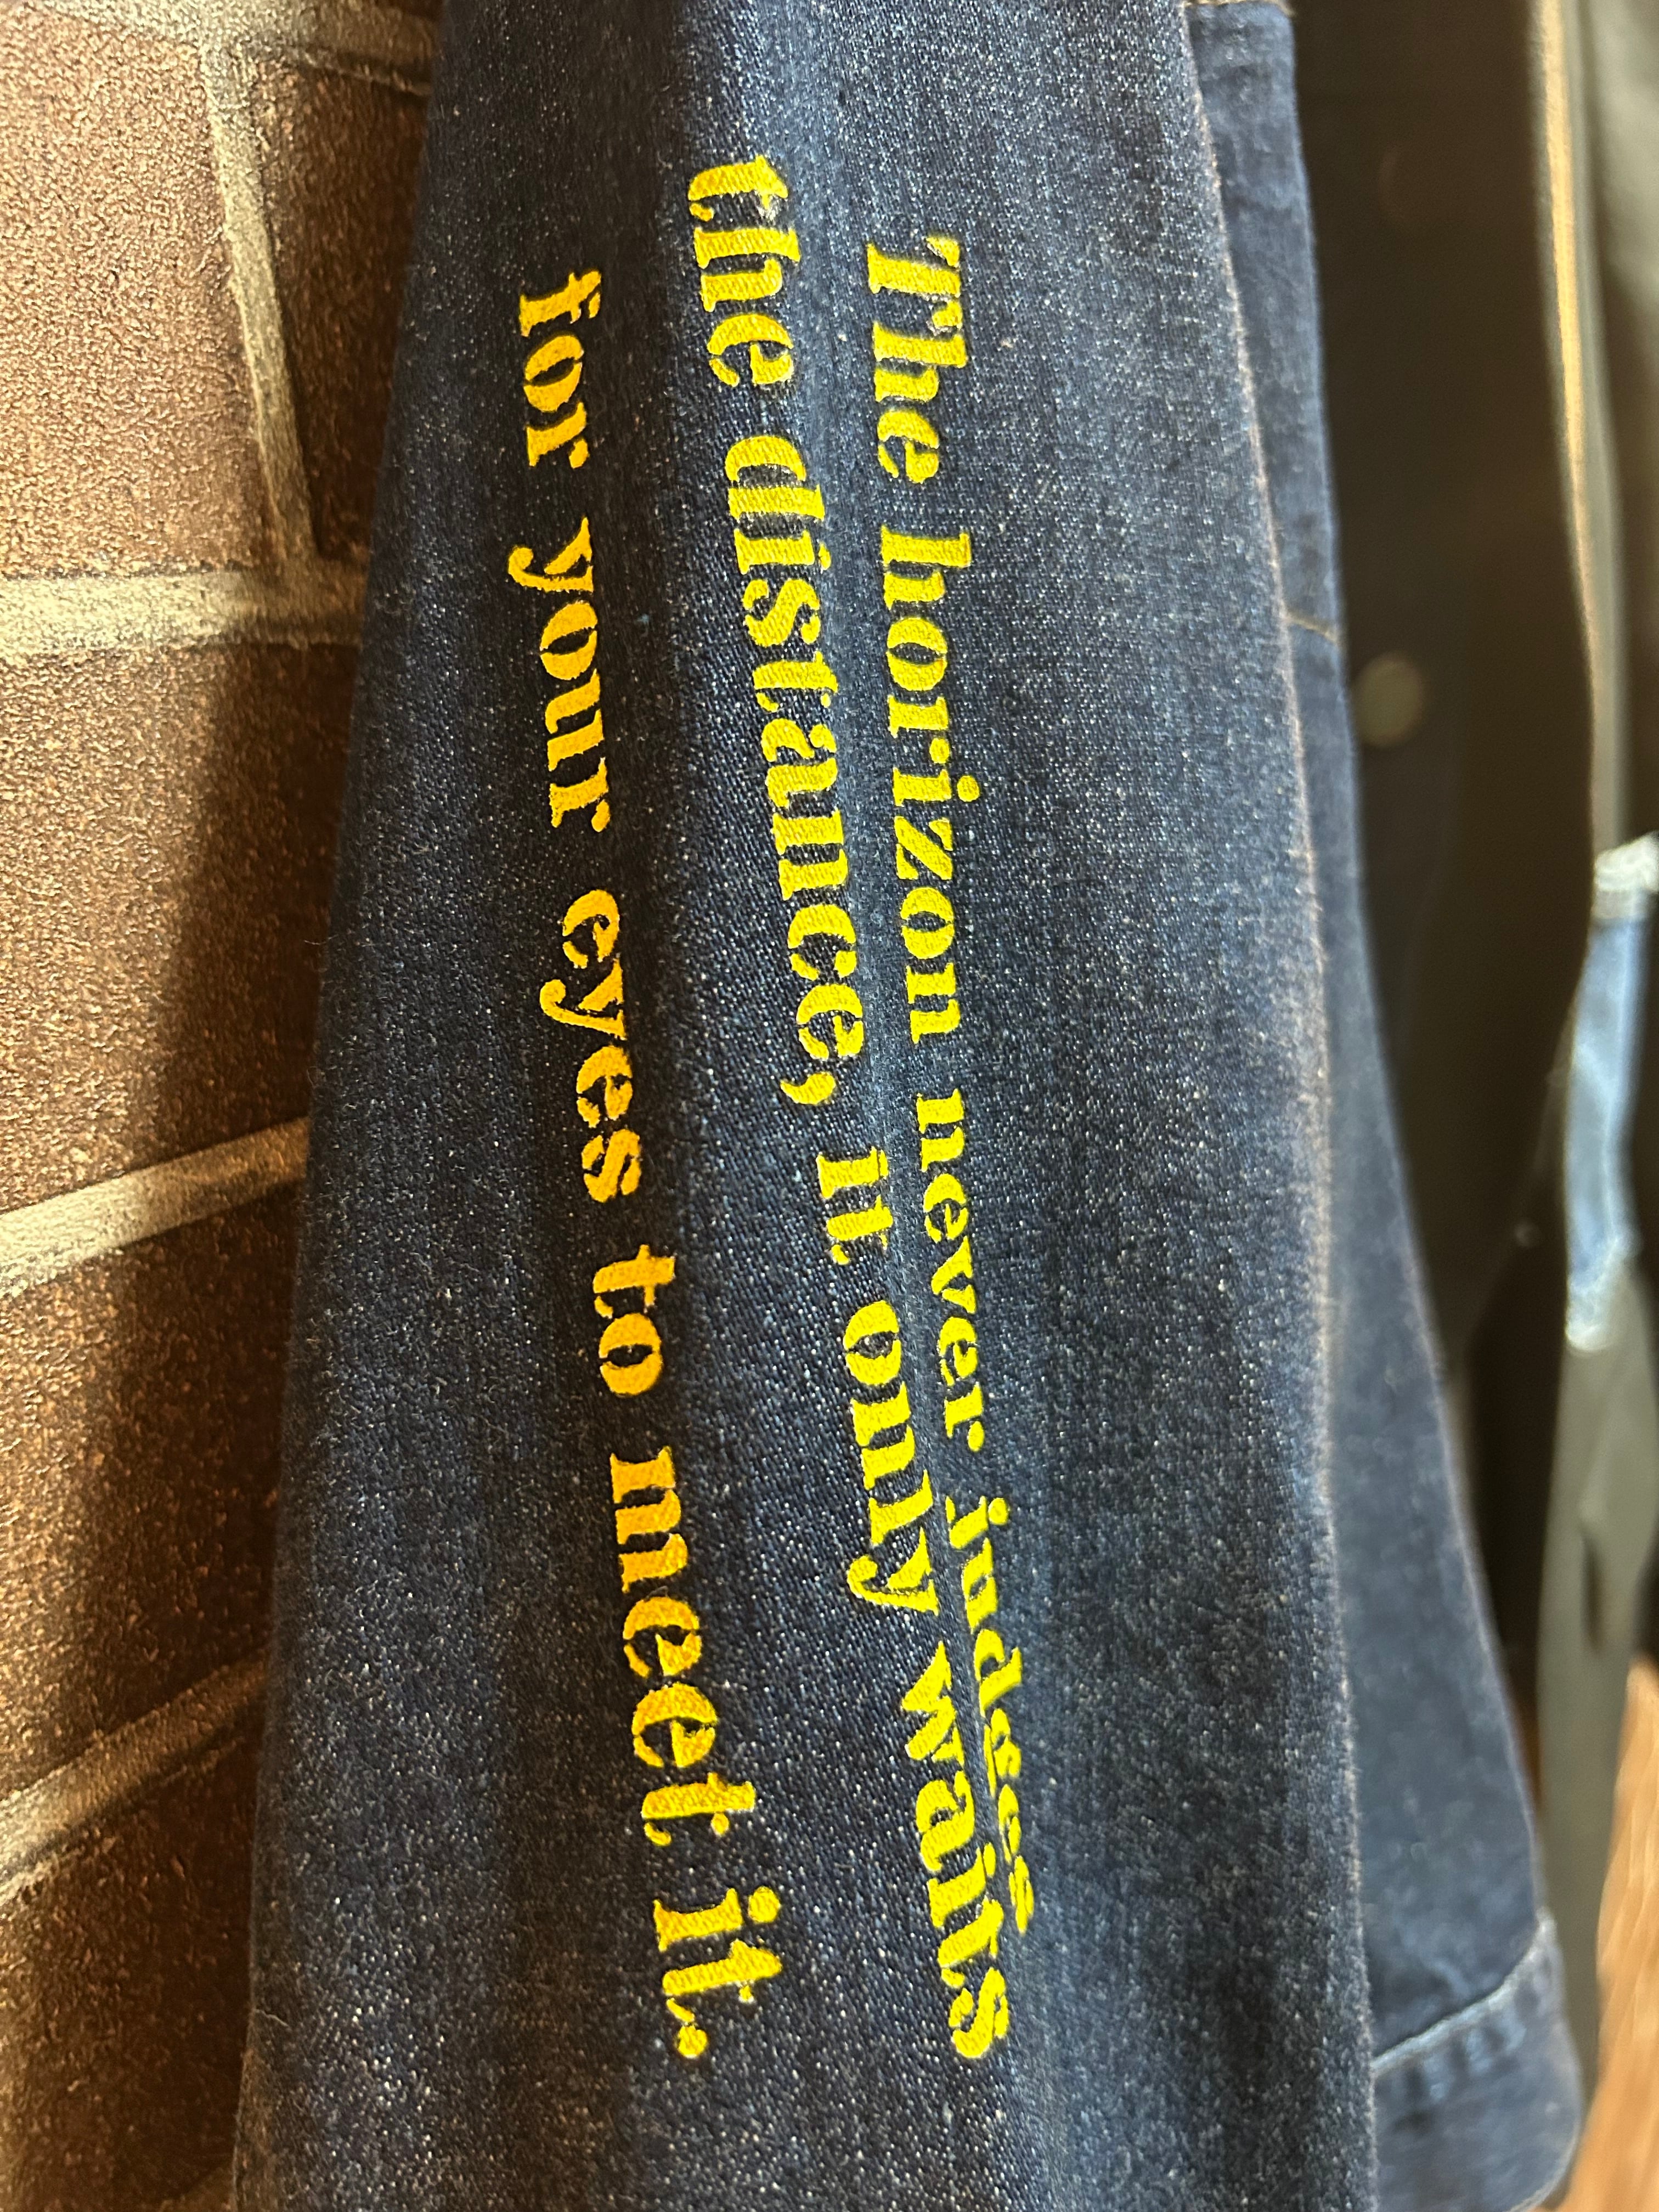 The horizon never judges
the distance, it only waits
for your eyes to meet it.